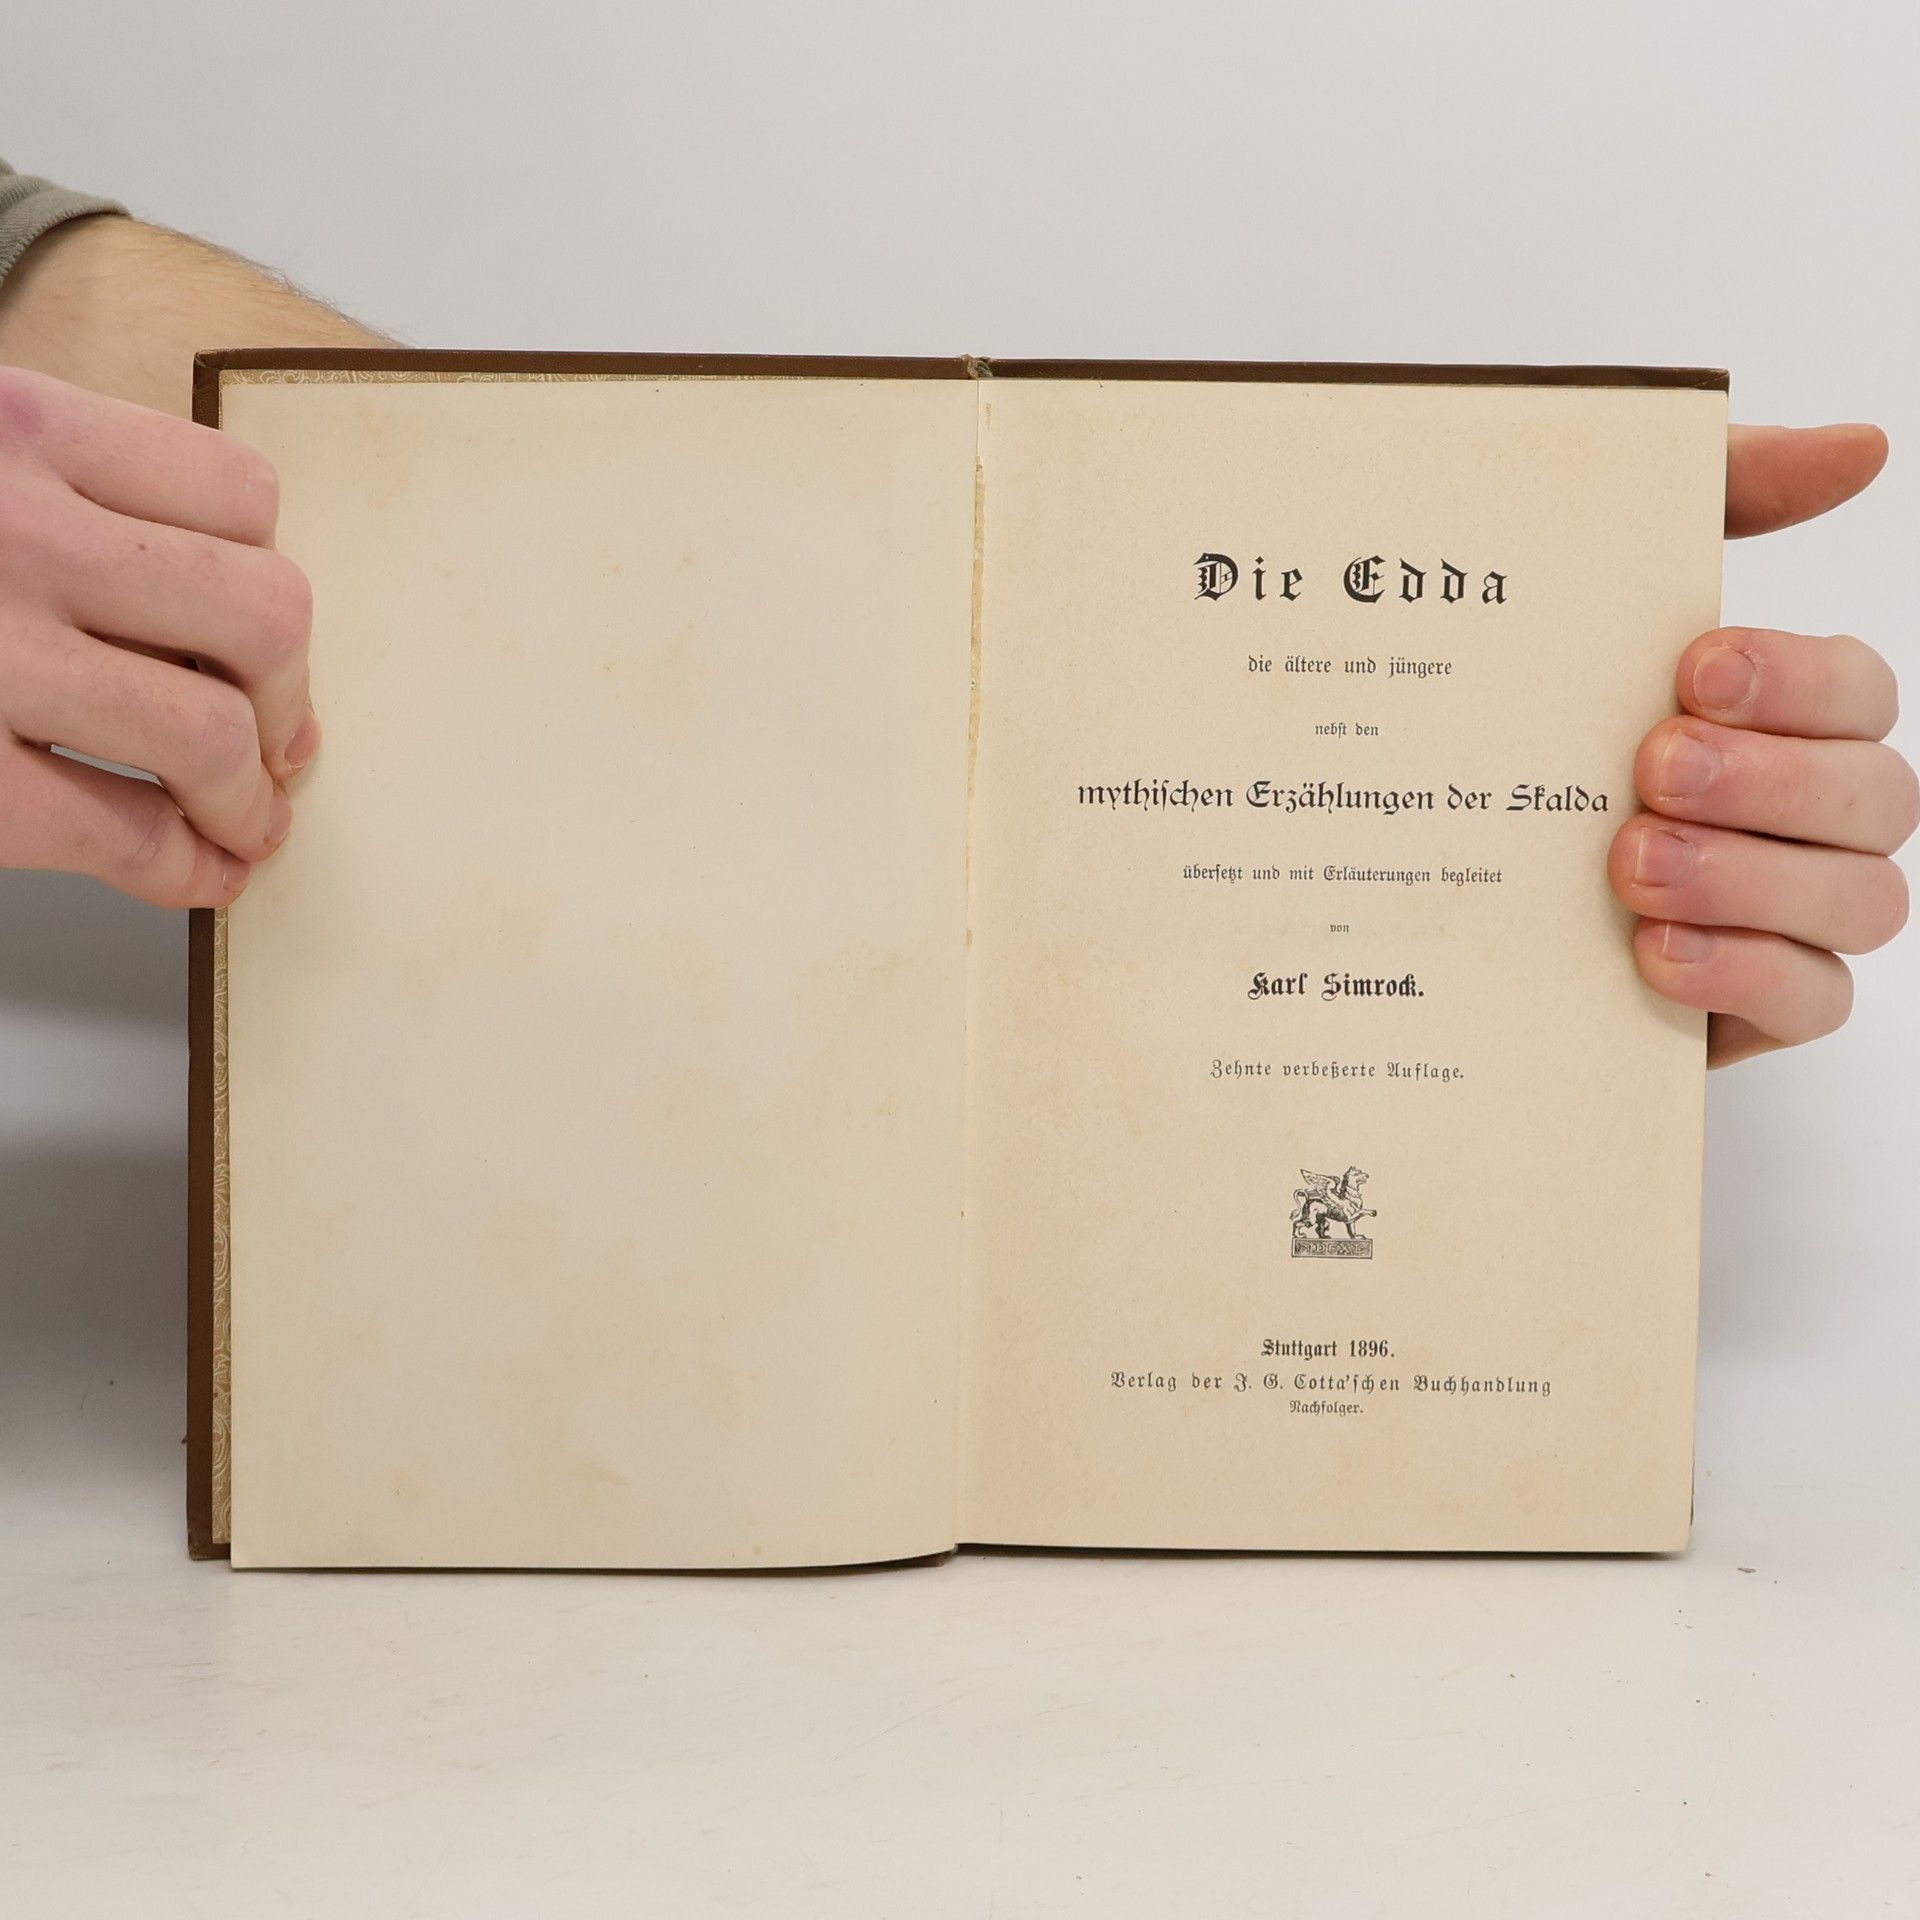 Die Edda
die ältere und jüngere
nebſt den
mythiſchen Erzählungen der Skalda
überſetzt und mit Erläuterungen begleitet
von
Karl Simrock.
Zehnte verbeßerte Auflage.
Stuttgart 1896.
Verlag der J. G. Cotta'ſchen Buchhandlung
Nachfolger.